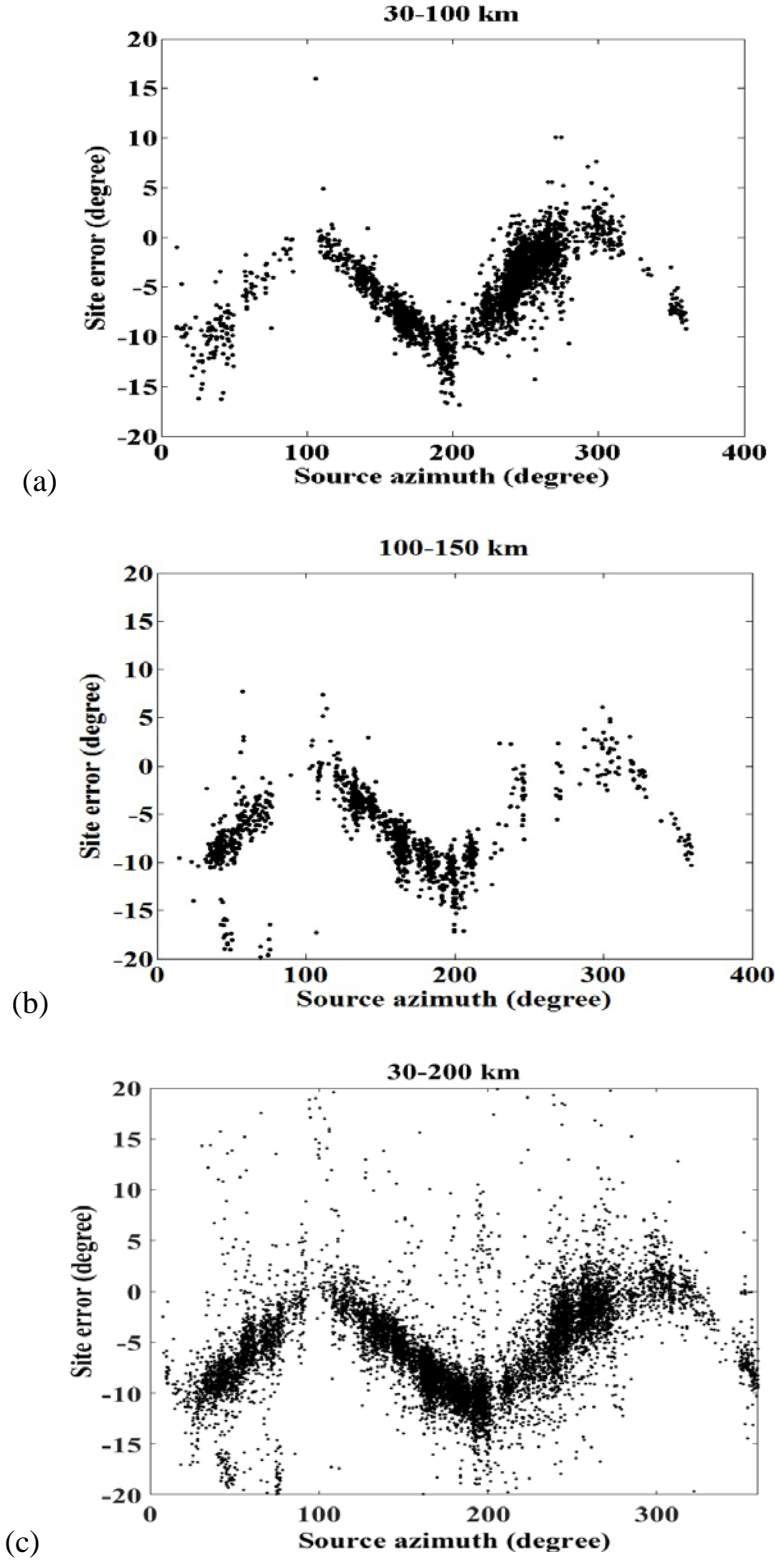 30-100 km
20
15
10
5
0
-5
-10
-15
-20
Site error (degree)
0 100 200 300 400
Source azimuth (degree)
(a)
100-150 km
20
15
10
5
0
-5
-10
-15
-20
Site error (degree)
0 100 200 300 400
Source azimuth (degree)
(b)
30-200 km
20
15
10
5
0
-5
-10
-15
-20
Site error (degree)
0 100 200 300
Source azimuth (degree)
(c)